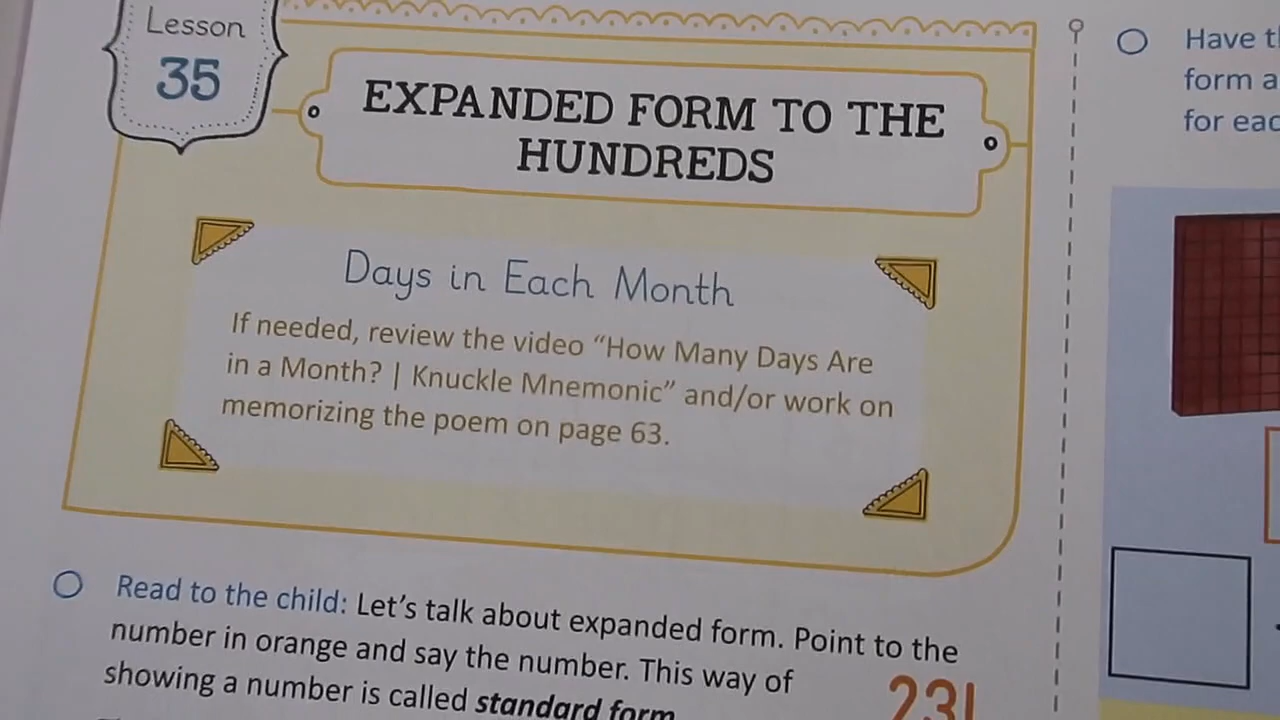 Lesson
35
EXPANDED FORM TO THE
HUNDREDS
Days in Each Month
If needed, review the video “How Many Days Are
in a Month? | Knuckle Mnemonic” and/or work on
memorizing the poem on page 63.
Read to the child: Let’s talk about expanded form. Point to the
number in orange and say the number. This way of
showing a number is called standard form
Have
form a
for